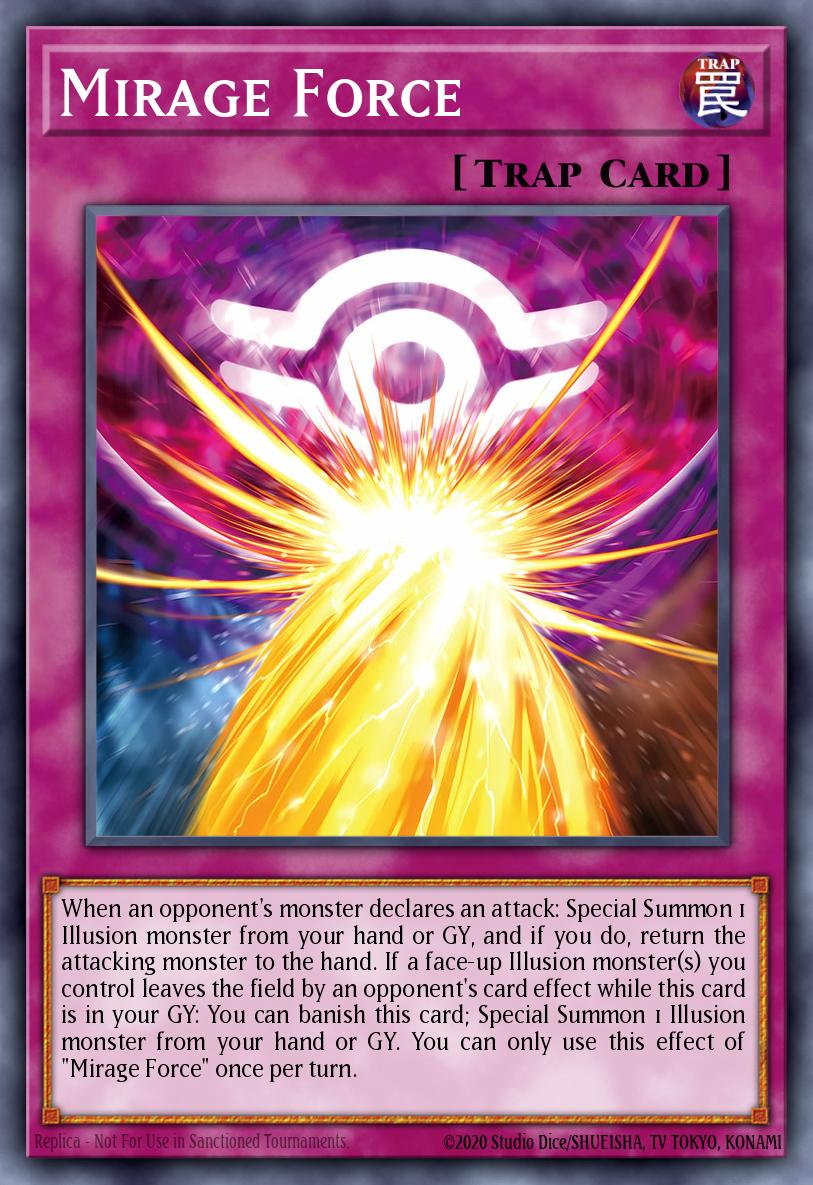 Mirage Force
TRAP
罠
[Trap Card]
When an opponent's monster declares an attack: Special Summon 1
Illusion monster from your hand or GY, and if you do, return the
attacking monster to the hand. If a face-up Illusion monster(s) you
control leaves the field by an opponent's card effect while this card
is in your GY: You can banish this card; Special Summon 1 Illusion
monster from your hand or GY. You can only use this effect of
"Mirage Force" once per turn.
Replica - Not For Use in Sanctioned Tournaments.
©2020 Studio Dice/SHUEISHA, TV TOKYO, KONAMI